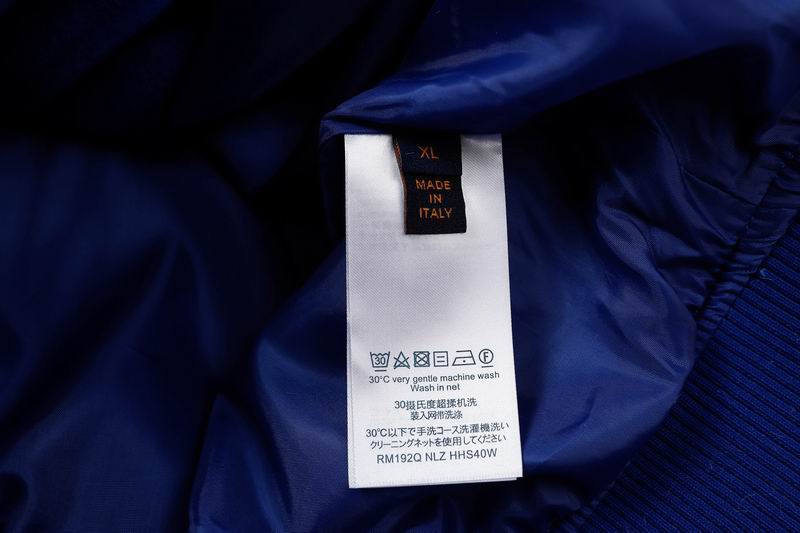 XL
MADE
IN
ITALY
30
F
30°C very gentle machine wash
Wash in net
30摄氏度超揉机洗
装入网带洗涤
30℃以下で手洗コース洗濯機洗い
クリーニングネットを使用してください
RM192Q NLZ HHS40W